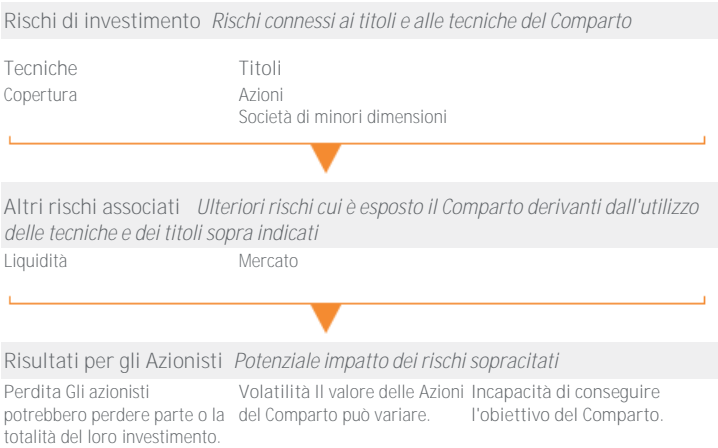 Rischi di investimento Rischi connessi ai titoli e alle tecniche del Comparto
Tecniche Titoli
Copertura Azioni
Società di minori dimensioni
Altri rischi associati Ulteriori rischi cui è esposto il Comparto derivanti dall'utilizzo
delle tecniche e dei titoli sopra indicati
Liquidità Mercato
Risultati per gli Azionisti Potenziale impatto dei rischi sopracitati
Perdita Gli azionisti
potrebbero perdere parte o la
totalità del loro investimento.
Volatilità Il valore delle Azioni
del Comparto può variare.
Incapacità di conseguire
l'obiettivo del Comparto.